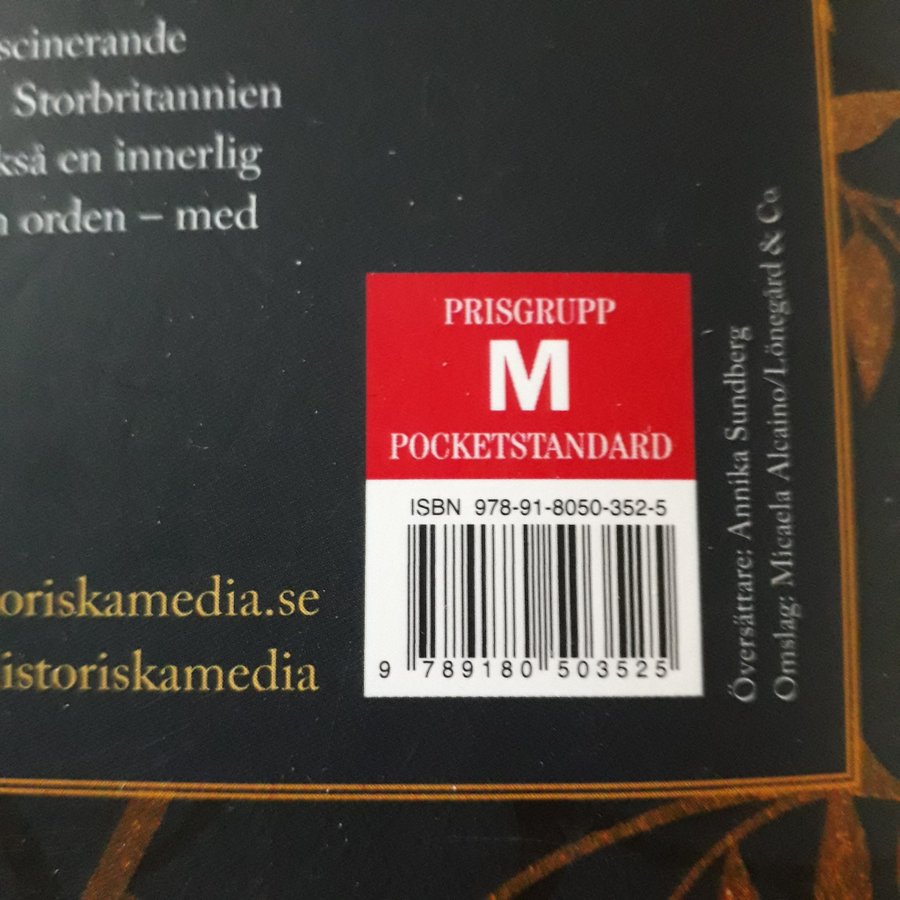 scinerande
Storbritannien
kså en innerlig
n orden – med
PRISGRUPP
M
POCKETSTANDARD
ISBN 978-91-8050-352-5
9 789180 503525
oriskamedia.se
istoriskamedia
Översättare: Annika Sundberg
Omslag: Micaela Alcaino/Lönegård & Co